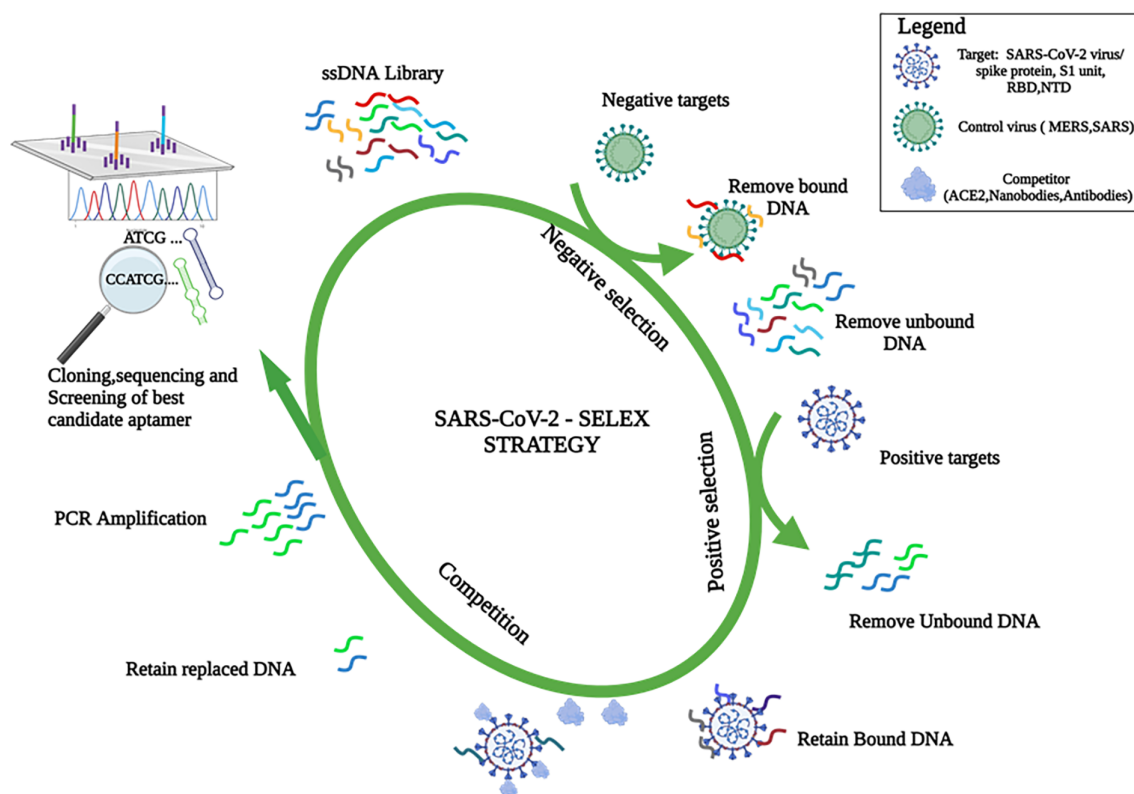 Legend
Target: SARS-CoV-2 virus/
spike protein, S1 unit,
RBD,NTD
Control virus ( MERS,SARS)
Competitor
(ACE2,Nanobodies,Antibodies)
ssDNA Library
Negative targets
Remove bound
DNA
Negative selection
Remove unbound
DNA
Positive targets
Positive selection
Remove Unbound DNA
Retain Bound DNA
Competition
Retain replaced DNA
PCR Amplification
SARS-CoV-2 - SELEX
STRATEGY
ATCG ...
CCATCG....
Cloning,sequencing and
Screening of best
candidate aptamer